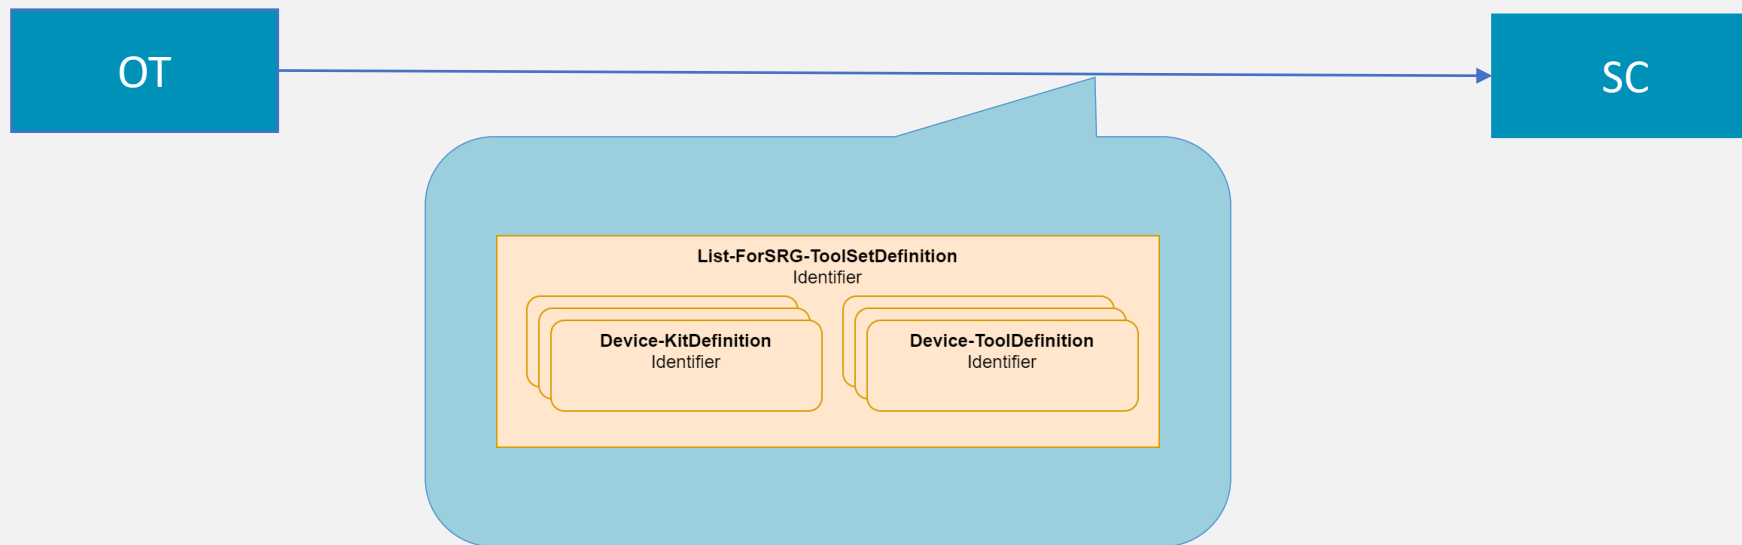 OT
SC
List-ForSRG-ToolSetDefinition
Identifier
Device-KitDefinition
Identifier
Device-ToolDefinition
Identifier